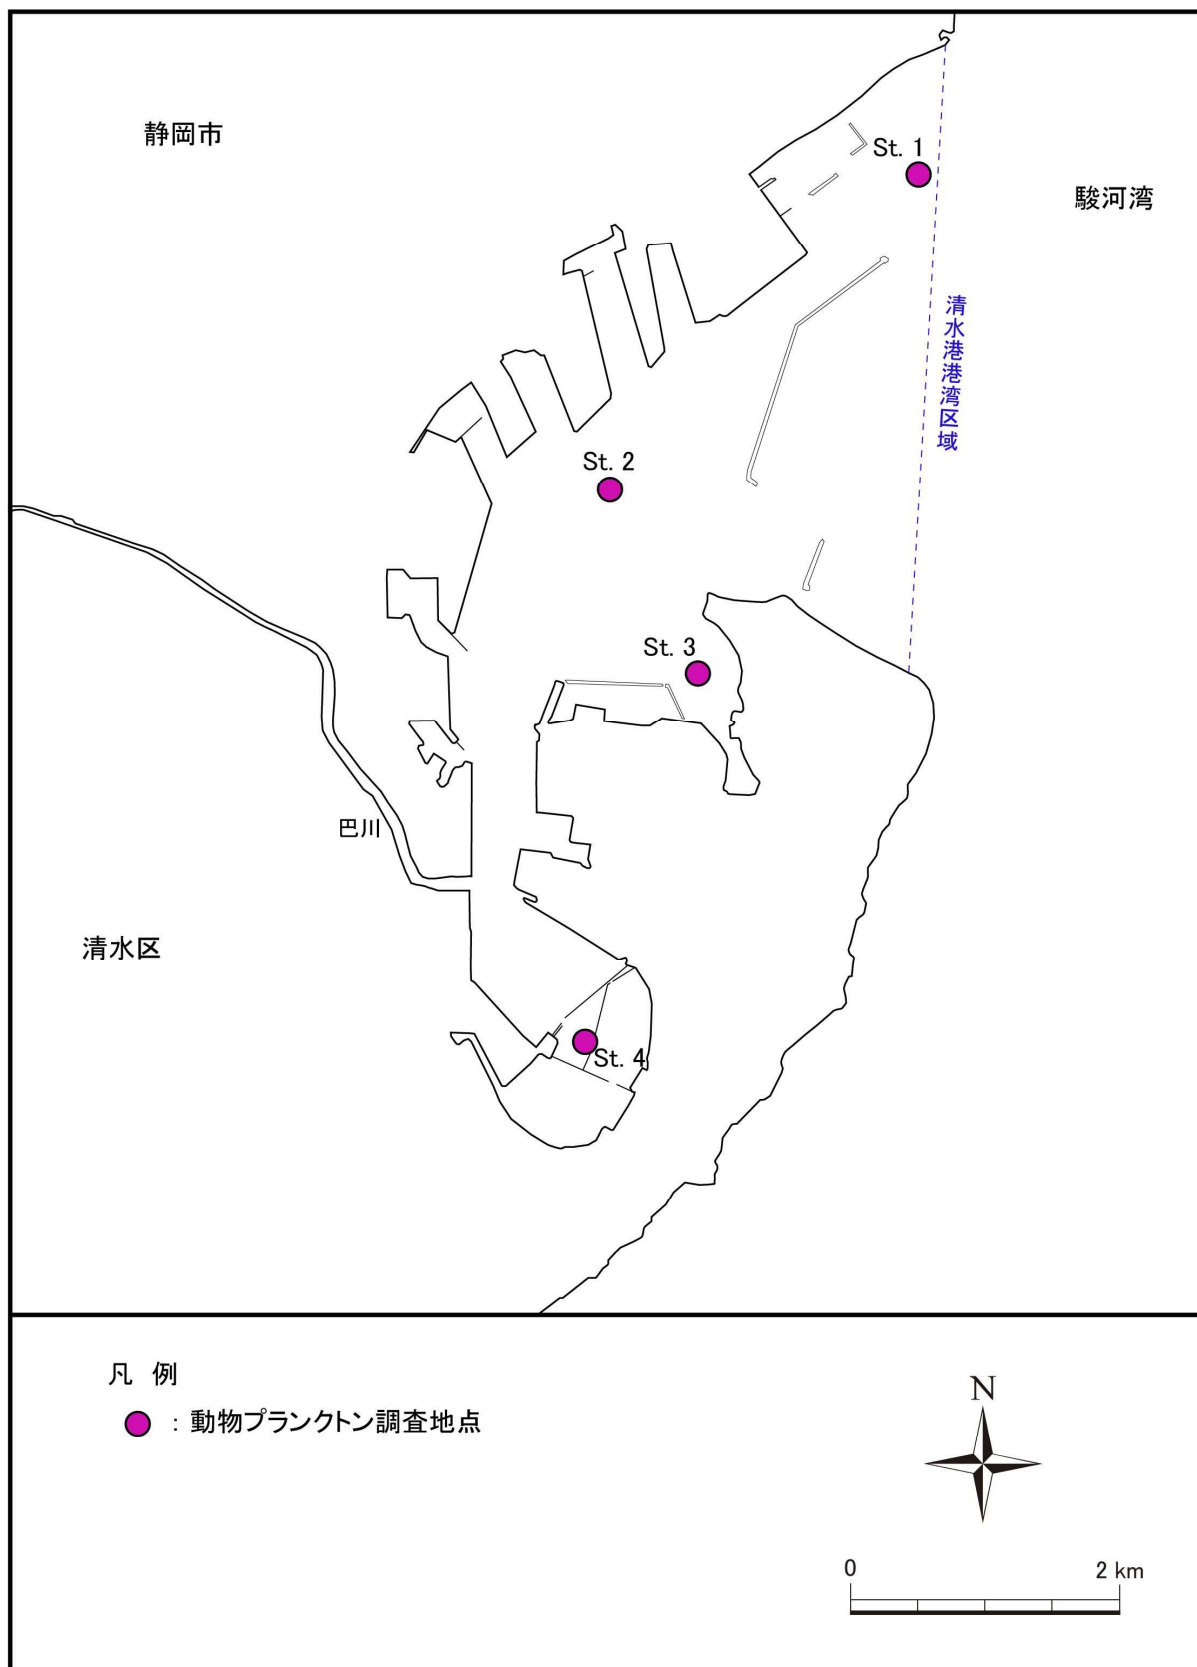 静岡市
St. 1
駿河湾
清水港港湾区域
St. 2
St. 3
巴川
清水区
St. 4
凡 例
：動物プランクトン調査地点
N
0
2 km